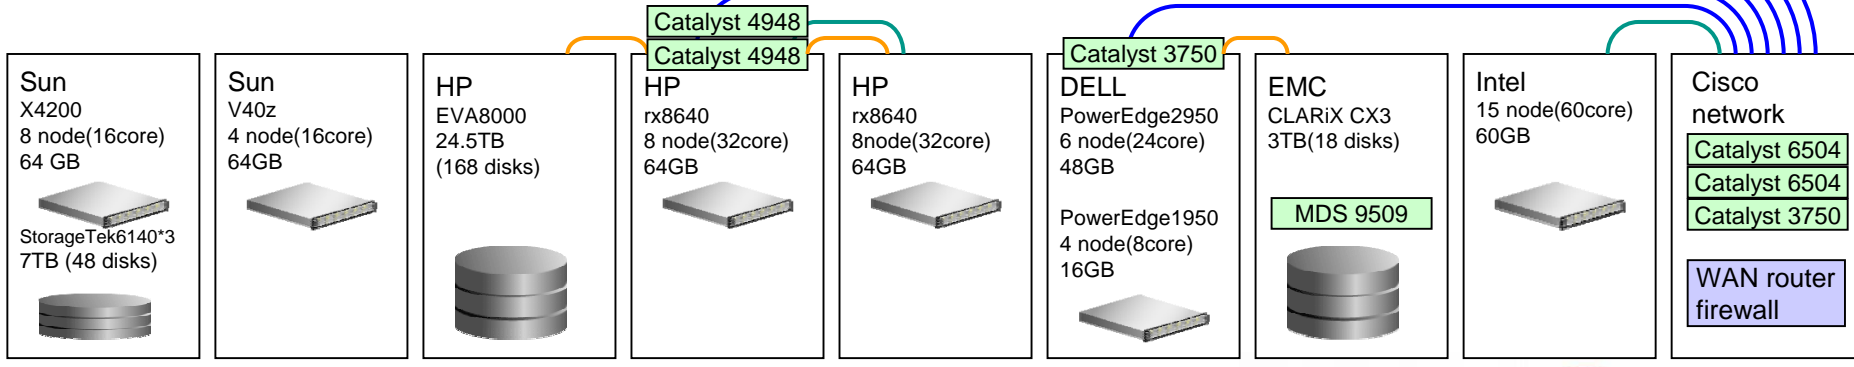 Catalyst 4948
Catalyst 4948
Catalyst 3750
Sun
X4200
8 node(16core)
64 GB
StorageTek6140*3
7TB (48 disks)
Sun
V40z
4 node(16core)
64GB
HP
EVA8000
24.5TB
(168 disks)
HP
rx8640
8 node(32core)
64GB
HP
rx8640
8node(32core)
64GB
DELL
PowerEdge2950
6 node(24core)
48GB
PowerEdge1950
4 node(8core)
16GB
EMC
CLARiX CX3
3TB(18 disks)
MDS 9509
Intel
15 node(60core)
60GB
Cisco
network
Catalyst 6504
Catalyst 6504
Catalyst 3750
WAN router
firewall